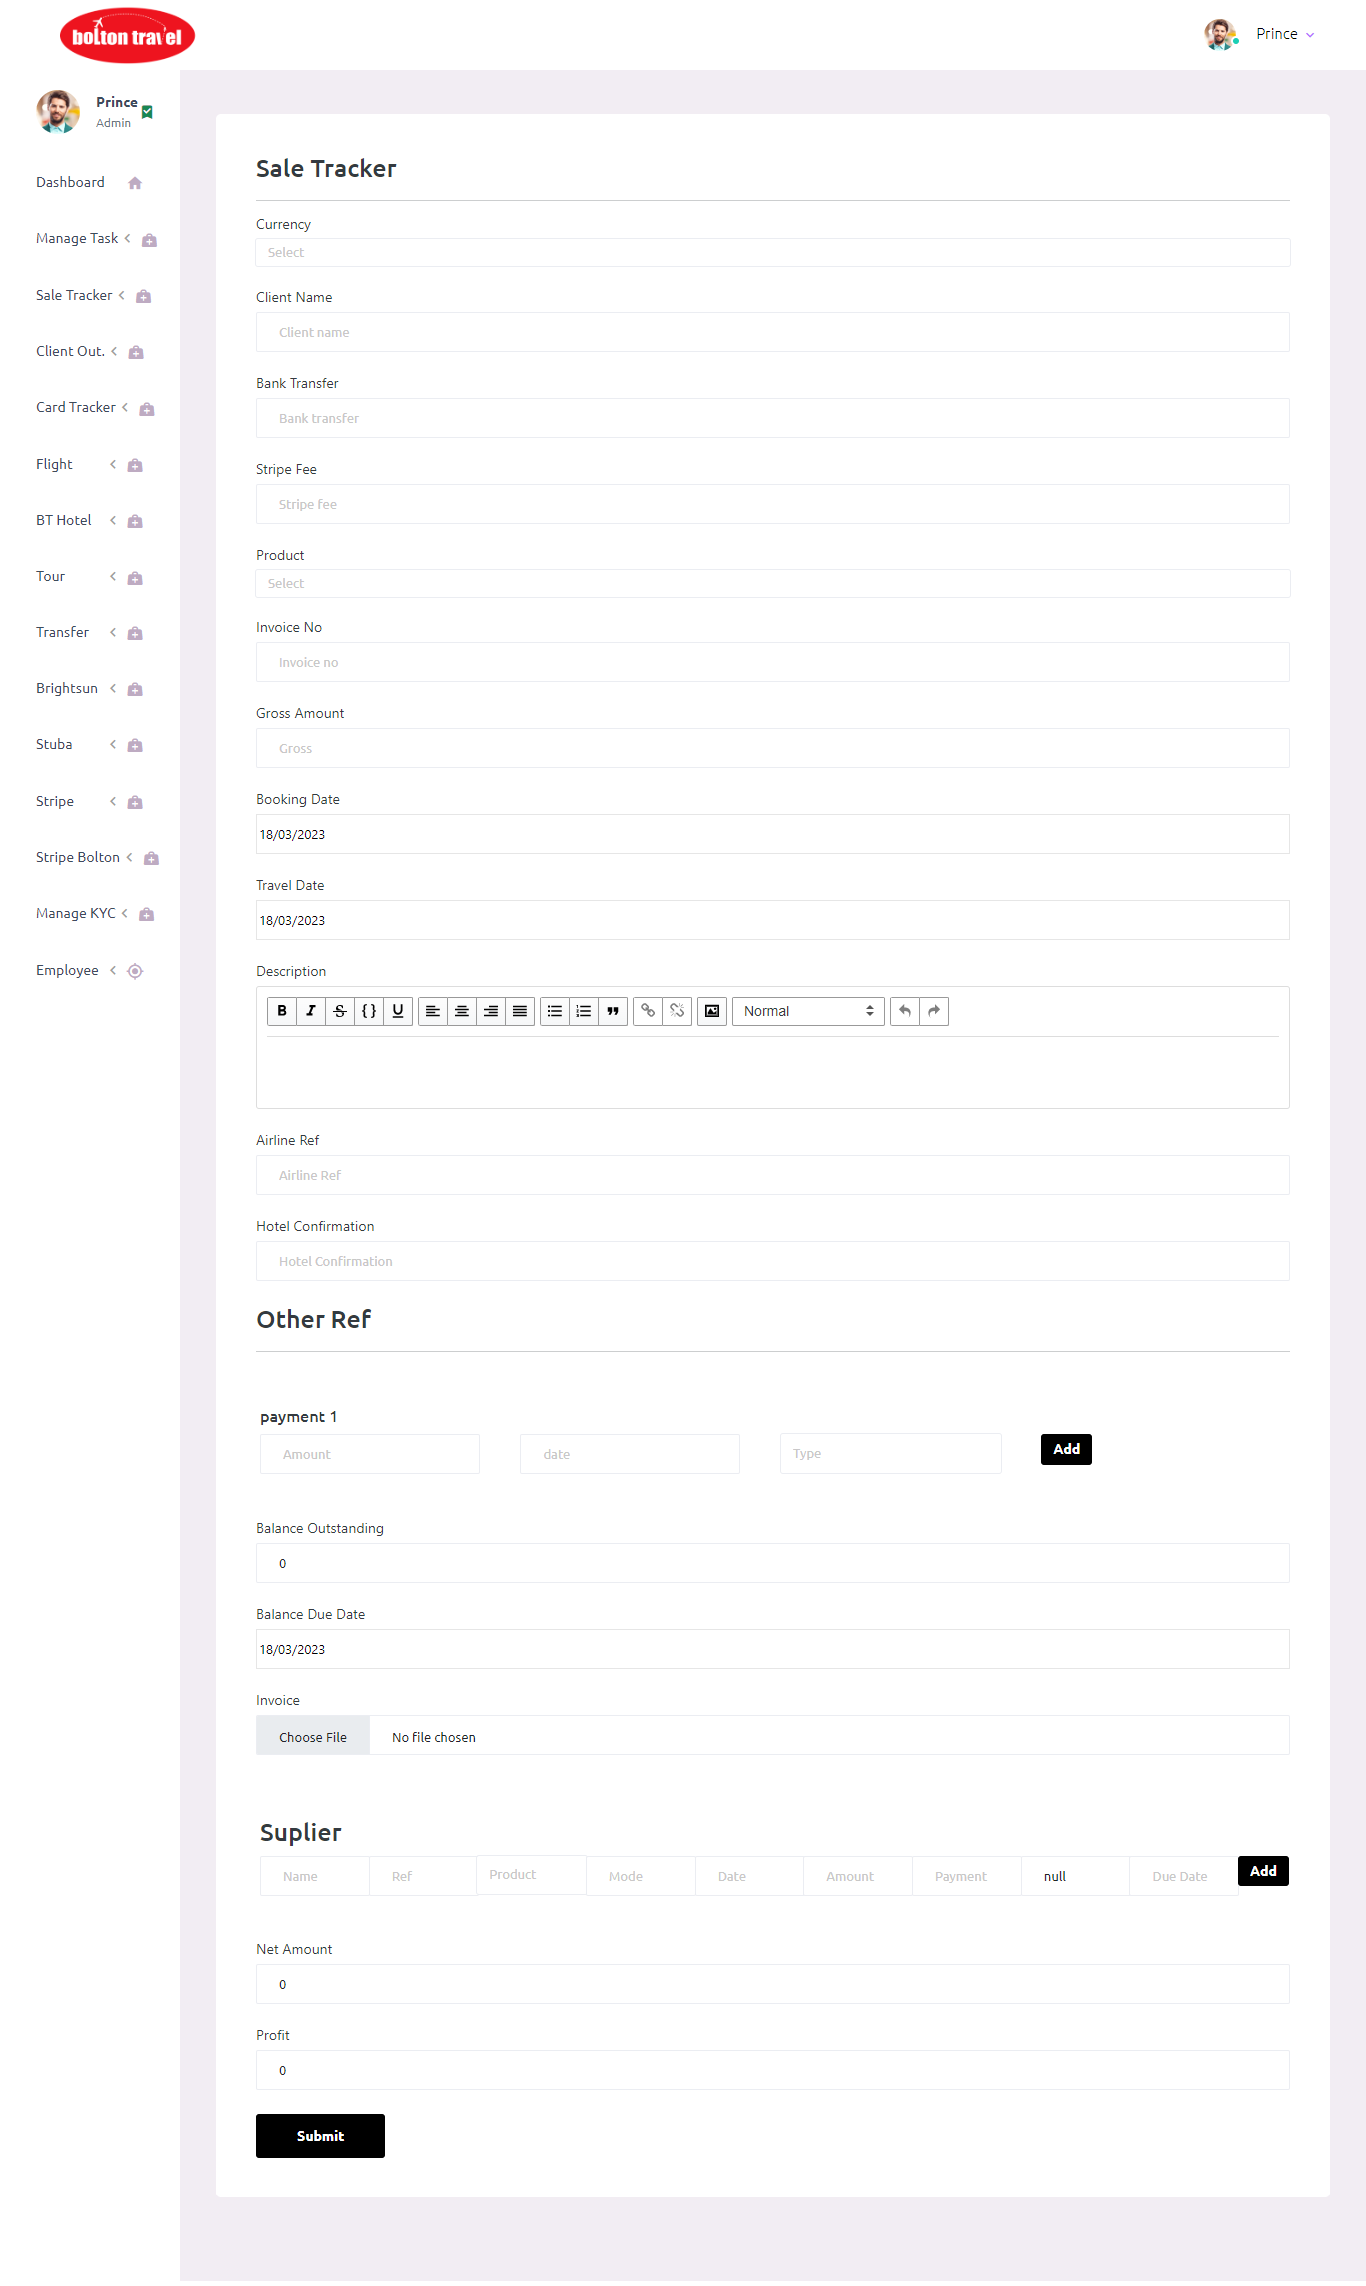 bolton travel
Prince
Prince
Admin
Dashboard
Manage Task
Sale Tracker
Client Out.
Card Tracker
Flight
BT Hotel
Tour
Transfer
Brightsun
Stuba
Stripe
Stripe Bolton
Manage KYC
Employee
Sale Tracker
Currency
Select
Client Name
Client name
Bank Transfer
Bank transfer
Stripe Fee
Stripe fee
Product
Select
Invoice No
Invoice no
Gross Amount
Gross
Booking Date
18/03/2023
Travel Date
18/03/2023
Description
B I S {} U Normal
Airline Ref
Airline Ref
Hotel Confirmation
Hotel Confirmation
Other Ref
payment 1
Amount date Type Add
Balance Outstanding
0
Balance Due Date
18/03/2023
Invoice
Choose File No file chosen
Suplier
Name Ref Product Mode Date Amount Payment null Due Date Add
Net Amount
0
Profit
0
Submit